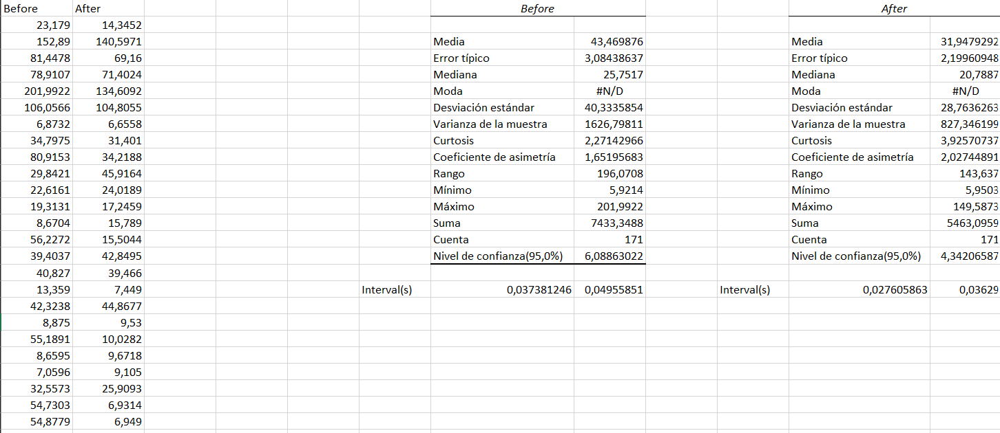 Before After Before After
23,179 14,3452
152,89 140,5971 Media 43,469876 Media 31,9479292
81,4478 69,16 Error típico 3,08438637 Error típico 2,19960948
78,9107 71,4024 Mediana 25,7517 Mediana 20,7887
201,9922 134,6092 Moda #N/D Moda #N/D
106,0566 104,8055 Desviación estándar 40,3335854 Desviación estándar 28,7636263
6,8732 6,6558 Varianza de la muestra 1626,79811 Varianza de la muestra 827,346199
34,7975 31,401 Curtosis 2,27142966 Curtosis 3,92570737
80,9153 34,2188 Coeficiente de asimetría 1,65195683 Coeficiente de asimetría 2,02744891
29,8421 45,9164 Rango 196,0708 Rango 143,637
22,6161 24,0189 Mínimo 5,9214 Mínimo 5,9503
19,3131 17,2459 Máximo 201,9922 Máximo 149,5873
8,6704 15,789 Suma 7433,3488 Suma 5463,0959
56,2272 15,5044 Cuenta 171 Cuenta 171
39,4037 42,8495 Nivel de confianza(95,0%) 6,08863022 Nivel de confianza(95,0%) 4,34206587
40,827 39,466
13,359 7,449 Interval(s) 0,037381246 0,04955851 Interval(s) 0,027605863 0,03629
42,3238 44,8677
8,875 9,53
55,1891 10,0282
8,6595 9,6718
7,0596 9,105
32,5573 25,9093
54,7303 6,9314
54,8779 6,949